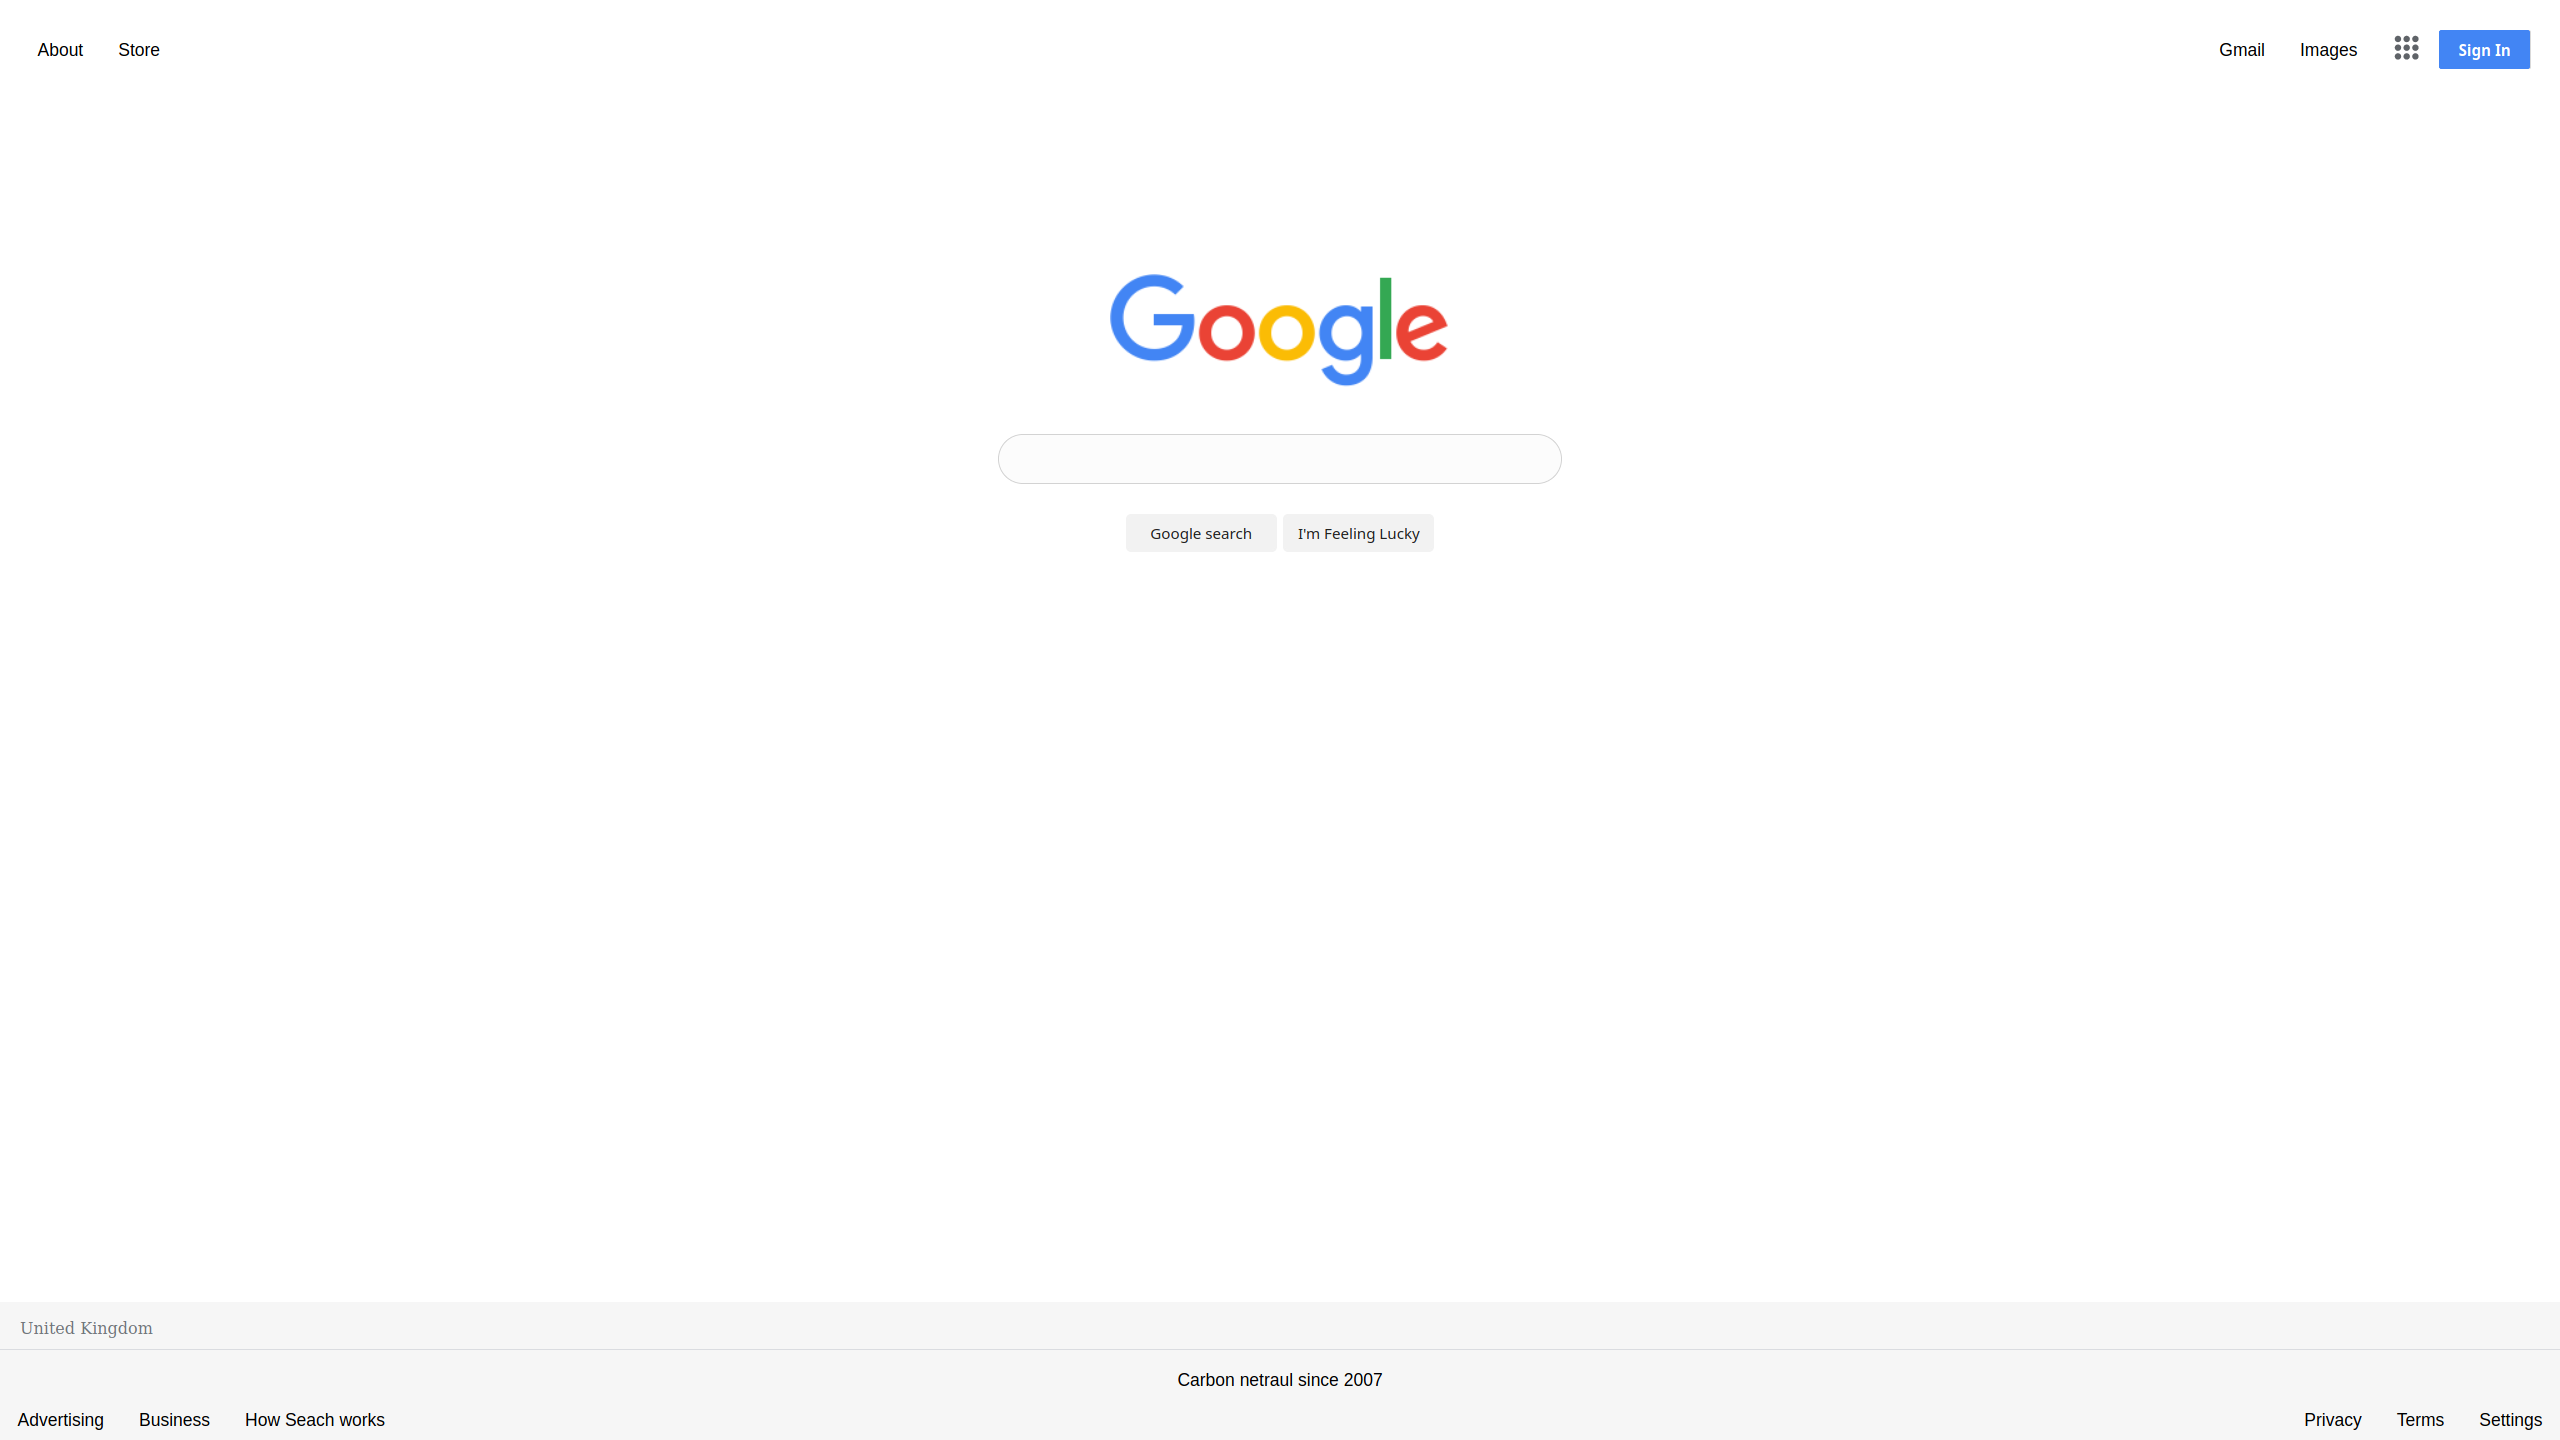 About Store Gmail Images Sign In
Google
Google search I'm Feeling Lucky
United Kingdom
Carbon netraul since 2007
Advertising Business How Seach works Privacy Terms Settings